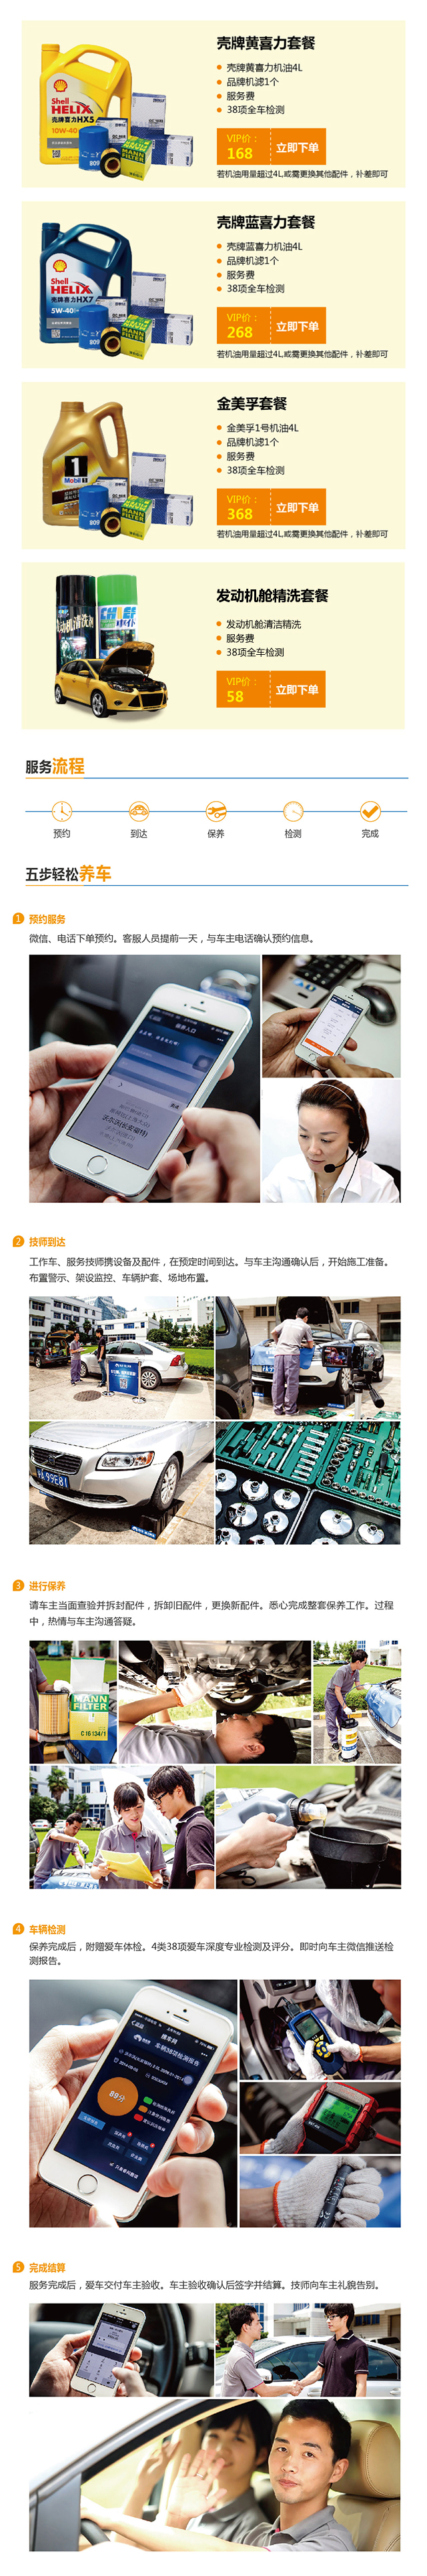 壳牌黄喜力套餐
壳牌黄喜力机油4L
品牌机滤1个
服务费
38项全车检测
VIP价：
168
立即下单
若机油用量超过4L,或需更换其他配件，补差即可
Shell
HELIX
壳牌喜力HX5
10W-40
MANN
FILTER
壳牌蓝喜力套餐
壳牌蓝喜力机油4L
品牌机滤1个
服务费
38项全车检测
VIP价：
268
立即下单
若机油用量超过4L,或需更换其他配件，补差即可
Shell
HELIX
壳牌喜力HX7
5W-40
MANN
FILTER
金美孚套餐
金美孚1号机油4L
品牌机滤1个
服务费
38项全车检测
VIP价：
368
立即下单
若机油用量超过4L,或需更换其他配件，补差即可
1
Mobil
MANN
FILTER
发动机舱精洗套餐
发动机舱清洁精洗
服务费
38项全车检测
VIP价：
58
立即下单
服务流程
预约
到达
保养
检测
完成
五步轻松养车
1 预约服务
微信、电话下单预约。客服人员提前一天，与车主电话确认预约信息。
2 技师到达
工作车、服务技师携设备及配件，在预定时间到达。与车主沟通确认后，开始施工准备。
布置警示、架设监控、车辆护套、场地布置。
99E81
3 进行保养
请车主当面查验并拆封配件，拆卸旧配件，更换新配件。悉心完成整套保养工作。过程
中，热情与车主沟通答疑。
MANN
FILTER
C 16 134/1
4 车辆检测
保养完成后，附赠爱车体检。4类38项爱车深度专业检测及评分。即时向车主微信推送检
测报告。
车辆38项检测报告
89分
5 完成结算
服务完成后，爱车交付车主验收。车主验收确认后签字并结算。技师向车主礼貌告别。